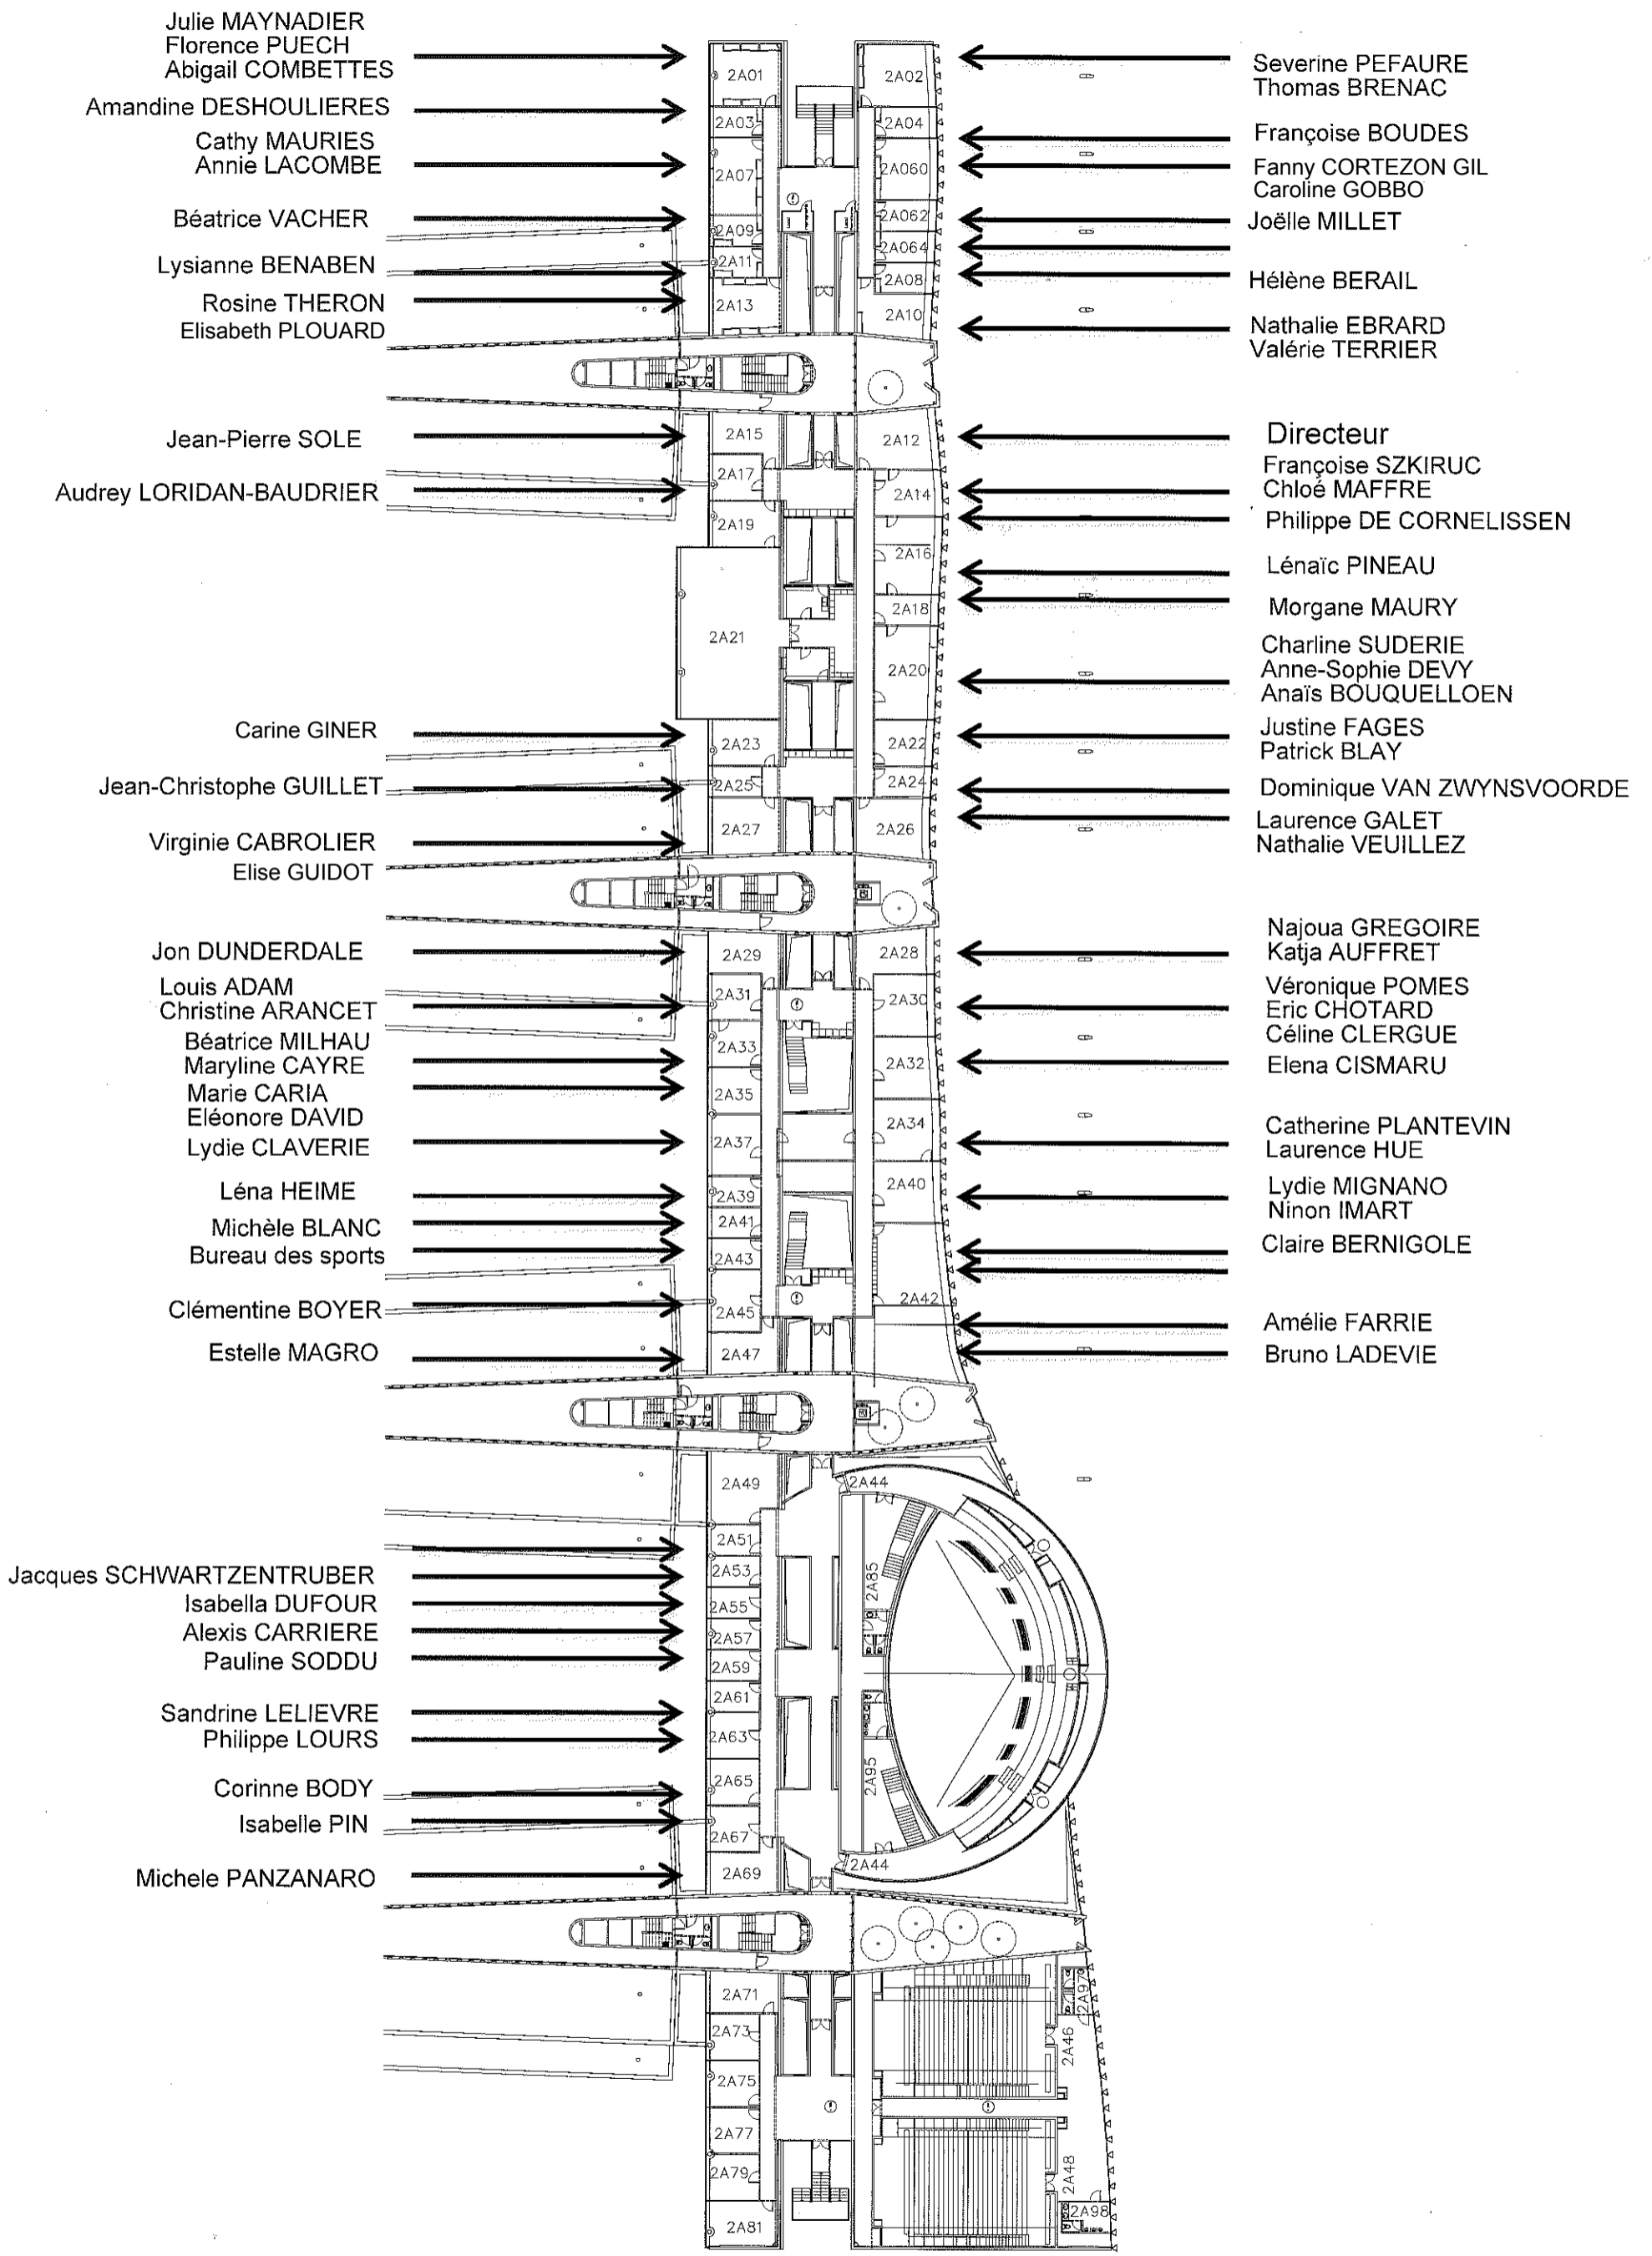 Julie MAYNADIER
Florence PUECH
Abigail COMBETTES
Amandine DESHOULIERES
Cathy MAURIES
Annie LACOMBE
Béatrice VACHER
Lysianne BENABEN
Rosine THERON
Elisabeth PLOUARD
Jean-Pierre SOLE
Audrey LORIDAN-BAUDRIER
Carine GINER
Jean-Christophe GUILLET
Virginie CABROLIER
Elise GUIDOT
Jon DUNDERDALE
Louis ADAM
Christine ARANCET
Béatrice MILHAU
Maryline CAYRE
Marie CARIA
Eléonore DAVID
Lydie CLAVERIE
Léna HEIME
Michèle BLANC
Bureau des sports
Clémentine BOYER
Estelle MAGRO
Jacques SCHWARTZENTRUBER
Isabella DUFOUR
Alexis CARRIERE
Pauline SODDU
Sandrine LELIEVRE
Philippe LOURS
Corinne BODY
Isabelle PIN
Michele PANZANARO
2A01
2A03
2A07
2A09
2A11
2A13
2A15
2A17
2A19
2A21
2A23
2A25
2A27
2A29
2A31
2A33
2A35
2A37
2A39
2A41
2A43
2A45
2A47
2A49
2A51
2A53
2A55
2A57
2A59
2A61
2A63
2A65
2A67
2A69
2A71
2A73
2A75
2A77
2A79
2A81
2A02
2A04
2A060
2A062
2A064
2A08
2A10
2A12
2A14
2A16
2A18
2A20
2A22
2A24
2A26
2A28
2A30
2A32
2A34
2A40
2A42
2A44
2A85
2A95
2A44
2A97
2A46
2A48
2A98
Severine PEFAURE
Thomas BRENAC
Françoise BOUDES
Fanny CORTEZON GIL
Caroline GOBBO
Joëlle MILLET
Hélène BERAIL
Nathalie EBRARD
Valérie TERRIER
Directeur
Françoise SZKIRUC
Chloé MAFFRE
Philippe DE CORNELISSEN
Lénaïc PINEAU
Morgane MAURY
Charline SUDERIE
Anne-Sophie DEVY
Anaïs BOUQUELLOEN
Justine FAGES
Patrick BLAY
Dominique VAN ZWYNSVOORDE
Laurence GALET
Nathalie VEUILLEZ
Najoua GREGOIRE
Katja AUFFRET
Véronique POMES
Eric CHOTARD
Céline CLERGUE
Elena CISMARU
Catherine PLANTEVIN
Laurence HUE
Lydie MIGNANO
Ninon IMART
Claire BERNIGOLE
Amélie FARRIE
Bruno LADEVIE